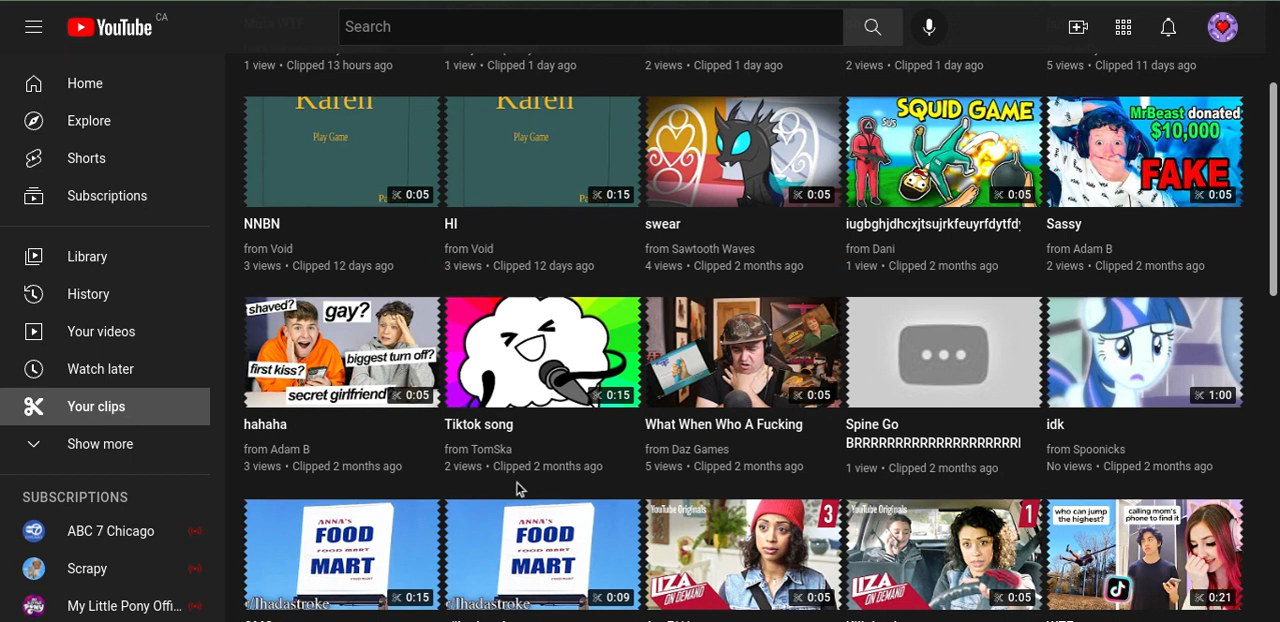 YouTube CA
Search
Home
Explore
Shorts
Subscriptions
Library
History
Your videos
Watch later
Your clips
Show more
SUBSCRIPTIONS
ABC 7 Chicago
Scrapy
My Little Pony Offi...
1 view • Clipped 13 hours ago
1 view • Clipped 1 day ago
2 views • Clipped 1 day ago
2 views • Clipped 1 day ago
5 views • Clipped 11 days ago
Karen
Play Game
0:05
NNBN
from Void
3 views • Clipped 12 days ago
Karen
Play Game
0:15
HI
from Void
3 views • Clipped 12 days ago
0:05
swear
from Sawtooth Waves
4 views • Clipped 2 months ago
SQUID GAME
SUS
0:05
iugbghjdhcxjtsujrkfeuyrfdytfd
from Dani
1 view • Clipped 2 months ago
MrBeast donated
$10,000
FAKE
0:05
Sassy
from Adam B
2 views • Clipped 2 months ago
shaved?
gay?
first kiss?
biggest turn off?
secret girlfriend
0:05
hahaha
from Adam B
3 views • Clipped 2 months ago
0:15
Tiktok song
from TomSka
2 views • Clipped 2 months ago
0:05
What When Who A Fucking
from Daz Games
5 views • Clipped 2 months ago
Spine Go
BRRRRRRRRRRRRRRRRRRRR
1 view • Clipped 2 months ago
1:00
idk
from Spoonicks
No views • Clipped 2 months ago
ANNA'S
FOOD
FOOD MART
MART
/Ihadastroke
0:15
ANNA'S
FOOD
FOOD MART
MART
/Ihadastroke
0:09
YouTube Originals
3
LIZA
ON DEMAND
0:05
YouTube Originals
1
LIZA
ON DEMAND
0:05
who can jump
the highest?
calling mom's
phone to find it
0:21